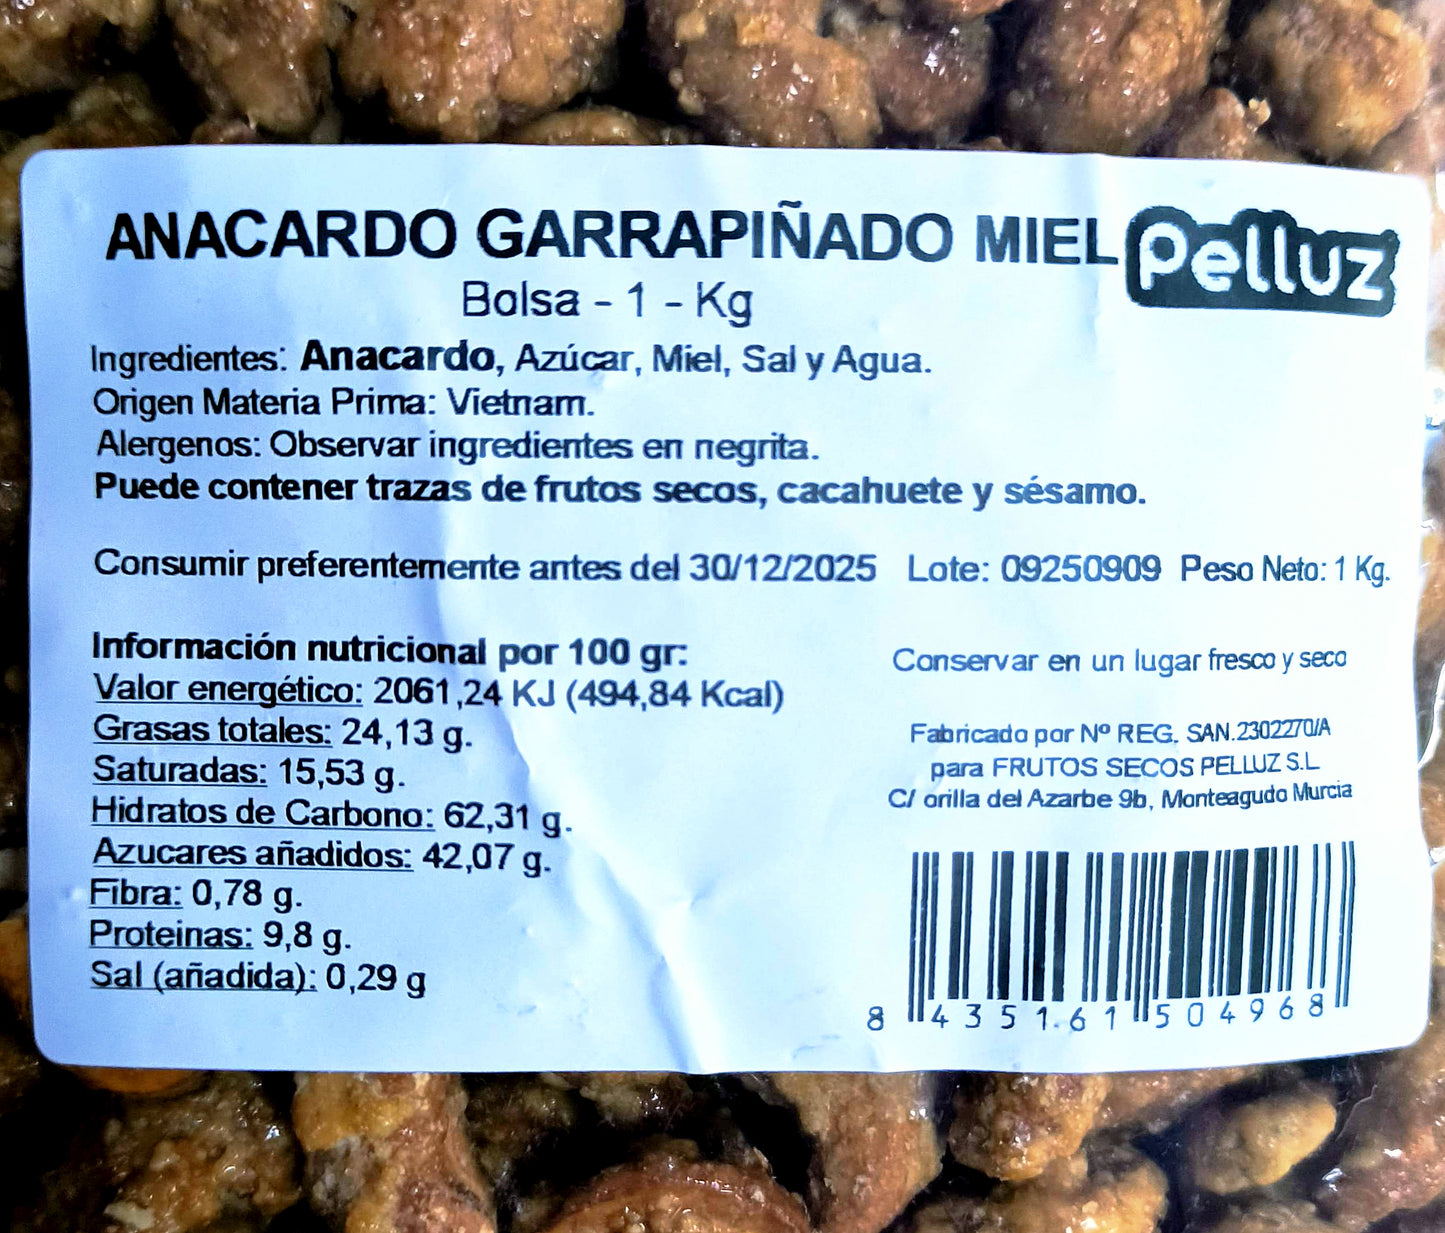 ANACARDO GARRAPIÑADO MIEL Pelluz
Bolsa - 1 - Kg
Ingredientes: Anacardo, Azúcar, Miel, Sal y Agua.
Origen Materia Prima: Vietnam.
Alergenos: Observar ingredientes en negrita.
Puede contener trazas de frutos secos, cacahuete y sésamo.
Consumir preferentemente antes del 30/12/2025 Lote: 09250909 Peso Neto: 1 Kg.
Información nutricional por 100 gr:
Valor energético: 2061,24 KJ (494,84 Kcal)
Grasas totales: 24,13 g.
Saturadas: 15,53 g.
Hidratos de Carbono: 62,31 g.
Azucares añadidos: 42,07 g.
Fibra: 0,78 g.
Proteinas: 9,8 g.
Sal (añadida): 0,29 g
Conservar en un lugar fresco y seco
Fabricado por Nº REG. SAN.2302270/A
para FRUTOS SECOS PELLUZ S.L
C/ orilla del Azarbe 9b, Monteagudo Murcia
8 435161 504968